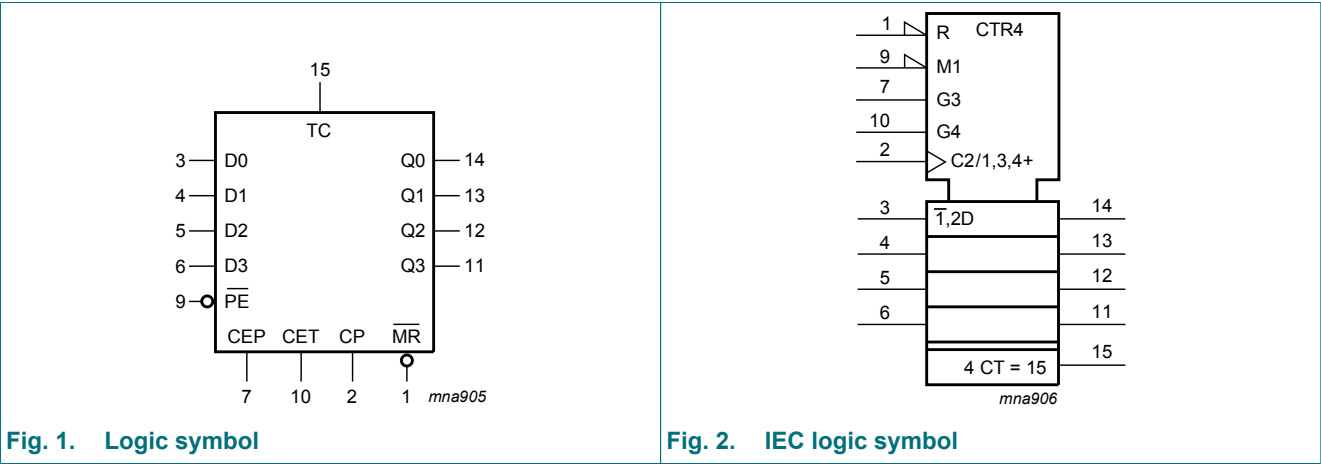 15
TC
3 D0 Q0 14
4 D1 Q1 13
5 D2 Q2 12
6 D3 Q3 11
9 P̅E̅
CEP CET CP M̅R̅
7 10 2 1 mna905
Fig. 1. Logic symbol
1 R CTR4
9 M1
7 G3
10 G4
2 C2/1,3,4+
3 1̅,2D 14
4 13
5 12
6 11
4 CT = 15 15
mna906
Fig. 2. IEC logic symbol